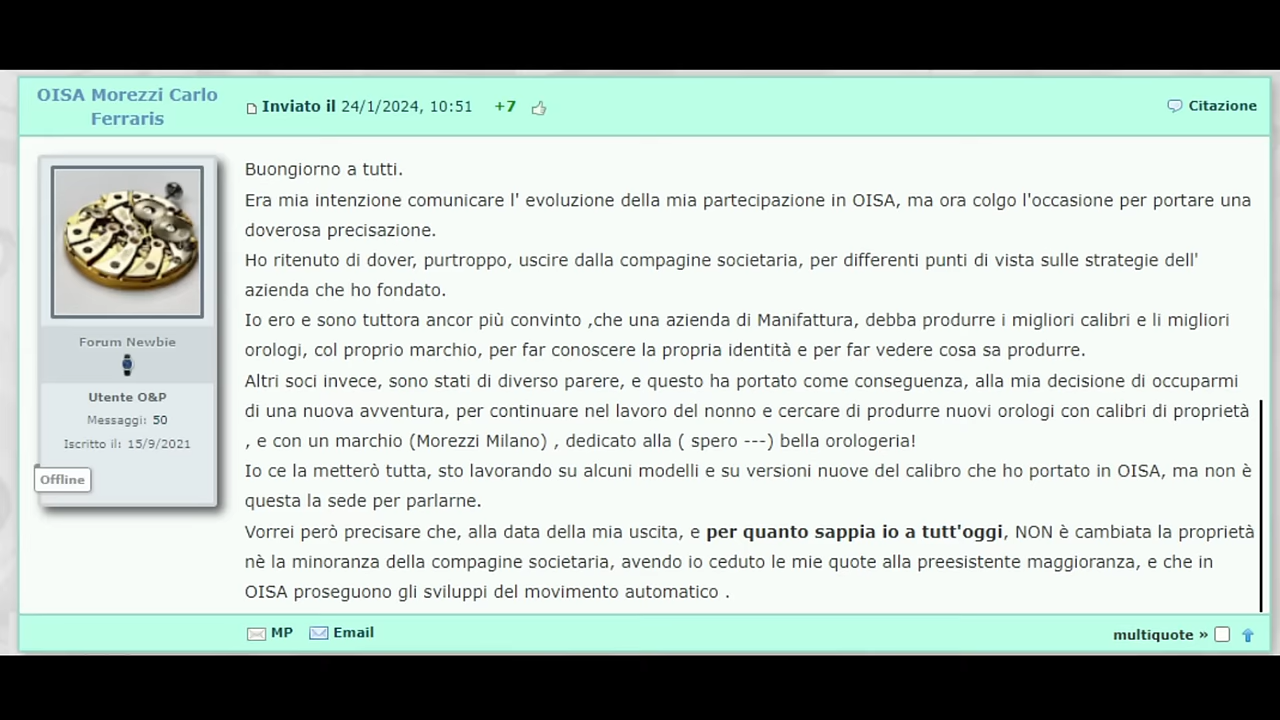 OISA Morezzi Carlo
Ferraris
Inviato il 24/1/2024, 10:51 +7
Citazione
Forum Newbie
Utente O&P
Messaggi: 50
Iscritto il: 15/9/2021
Offline
Buongiorno a tutti.
Era mia intenzione comunicare l' evoluzione della mia partecipazione in OISA, ma ora colgo l'occasione per portare una
doverosa precisazione.
Ho ritenuto di dover, purtroppo, uscire dalla compagine societaria, per differenti punti di vista sulle strategie dell'
azienda che ho fondato.
Io ero e sono tuttora ancor più convinto ,che una azienda di Manifattura, debba produrre i migliori calibri e li migliori
orologi, col proprio marchio, per far conoscere la propria identità e per far vedere cosa sa produrre.
Altri soci invece, sono stati di diverso parere, e questo ha portato come conseguenza, alla mia decisione di occuparmi
di una nuova avventura, per continuare nel lavoro del nonno e cercare di produrre nuovi orologi con calibri di proprietà
, e con un marchio (Morezzi Milano) , dedicato alla ( spero ---) bella orologeria!
Io ce la metterò tutta, sto lavorando su alcuni modelli e su versioni nuove del calibro che ho portato in OISA, ma non è
questa la sede per parlarne.
Vorrei però precisare che, alla data della mia uscita, e per quanto sappia io a tutt'oggi, NON è cambiata la proprietà
nè la minoranza della compagine societaria, avendo io ceduto le mie quote alla preesistente maggioranza, e che in
OISA proseguono gli sviluppi del movimento automatico .
MP Email
multiquote »